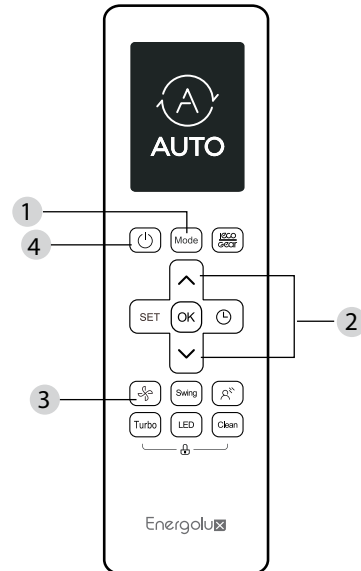 A
AUTO
1
4
Mode
ECO
GEAR
2
SET
OK
3
Swing
Turbo
LED
Clean
Energolux